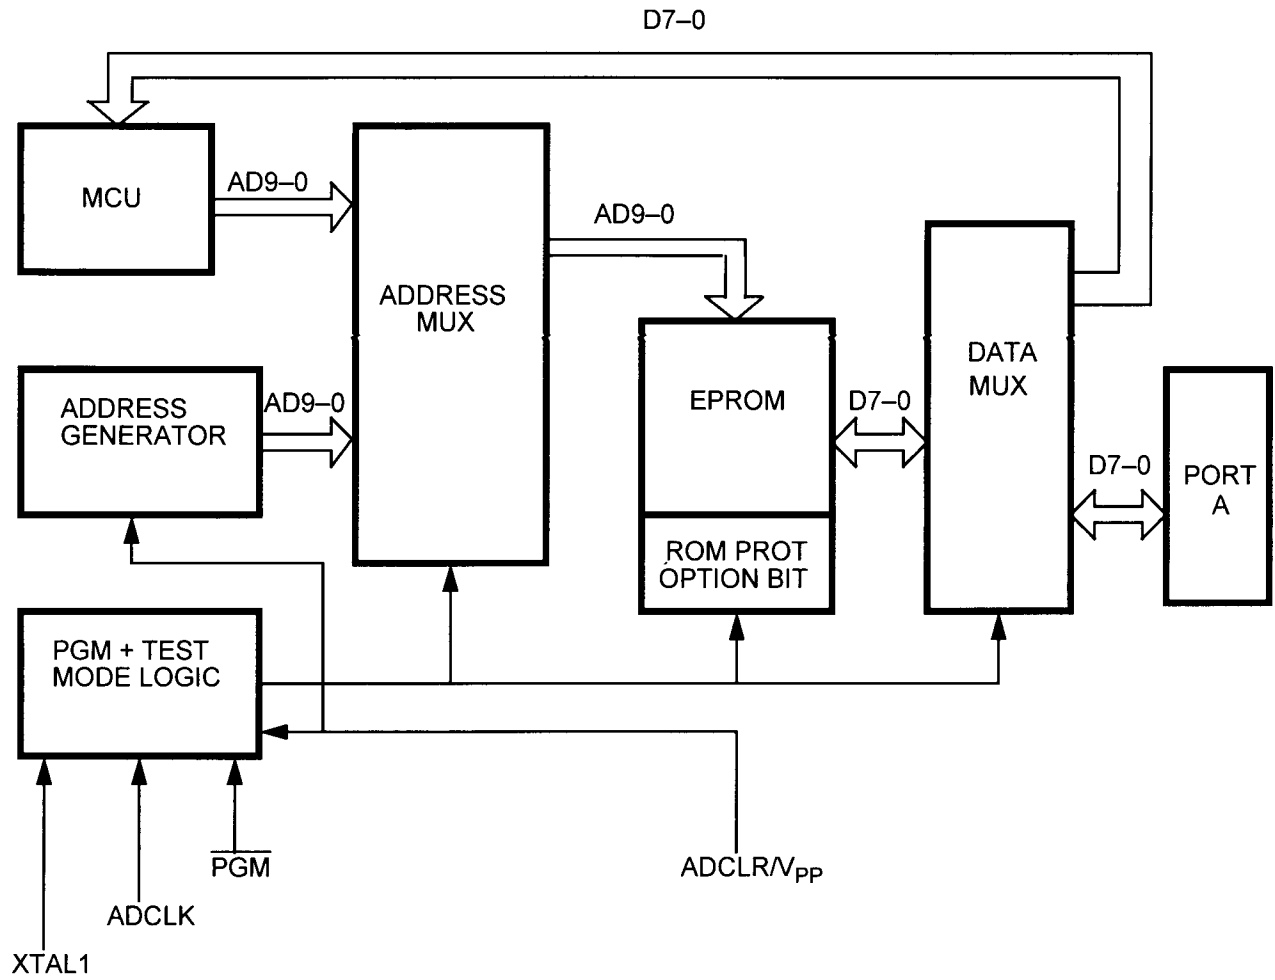 D7–0
MCU
AD9–0
AD9–0
ADDRESS
MUX
DATA
MUX
EPROM
D7–0
ADDRESS
GENERATOR
AD9–0
D7–0
PORT
A
ROM PROT
OPTION BIT
PGM + TEST
MODE LOGIC
PGM
ADCLR/VPP
ADCLK
XTAL1